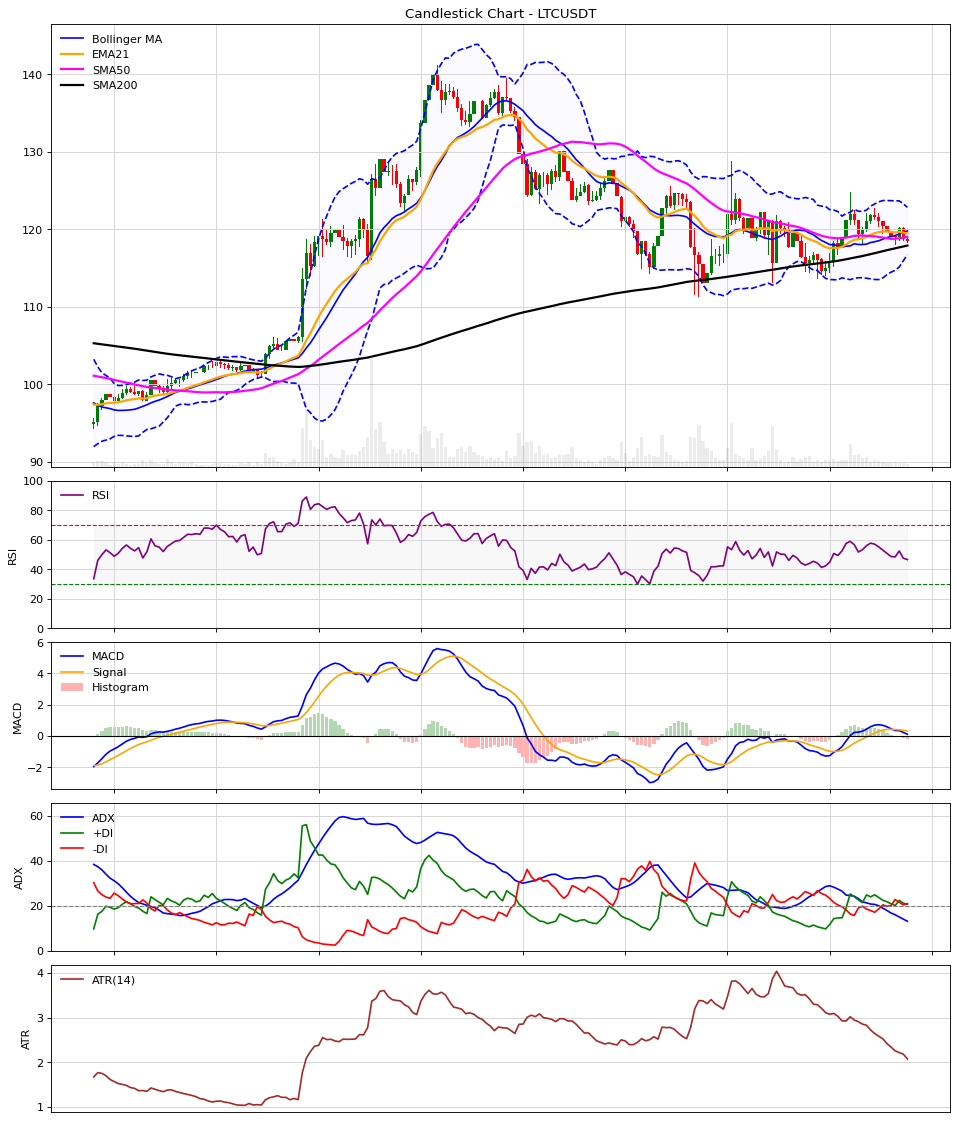 Candlestick Chart - LTCUSDT
Bollinger MA
EMA21
SMA50
SMA200
140
130
120
110
100
90
RSI
RSI
100
80
60
40
20
0
MACD
Signal
Histogram
MACD
6
4
2
0
−2
ADX
+DI
-DI
ADX
60
40
20
0
ATR(14)
ATR
4
3
2
1